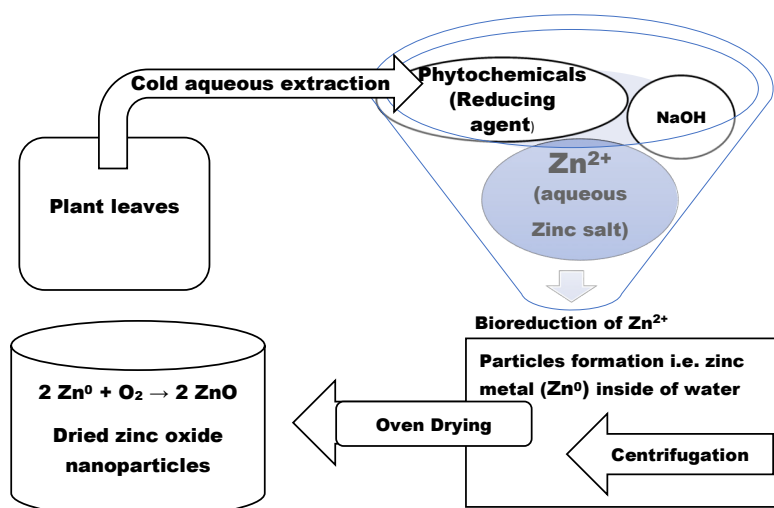 Cold aqueous extraction
Phytochemicals
(Reducing
agent)
NaOH
Zn²⁺
(aqueous
Zinc salt)
Plant leaves
Bioreduction of Zn²⁺
Particles formation i.e. zinc
metal (Zn⁰) inside of water
Centrifugation
Oven Drying
2 Zn⁰ + O₂ → 2 ZnO
Dried zinc oxide
nanoparticles